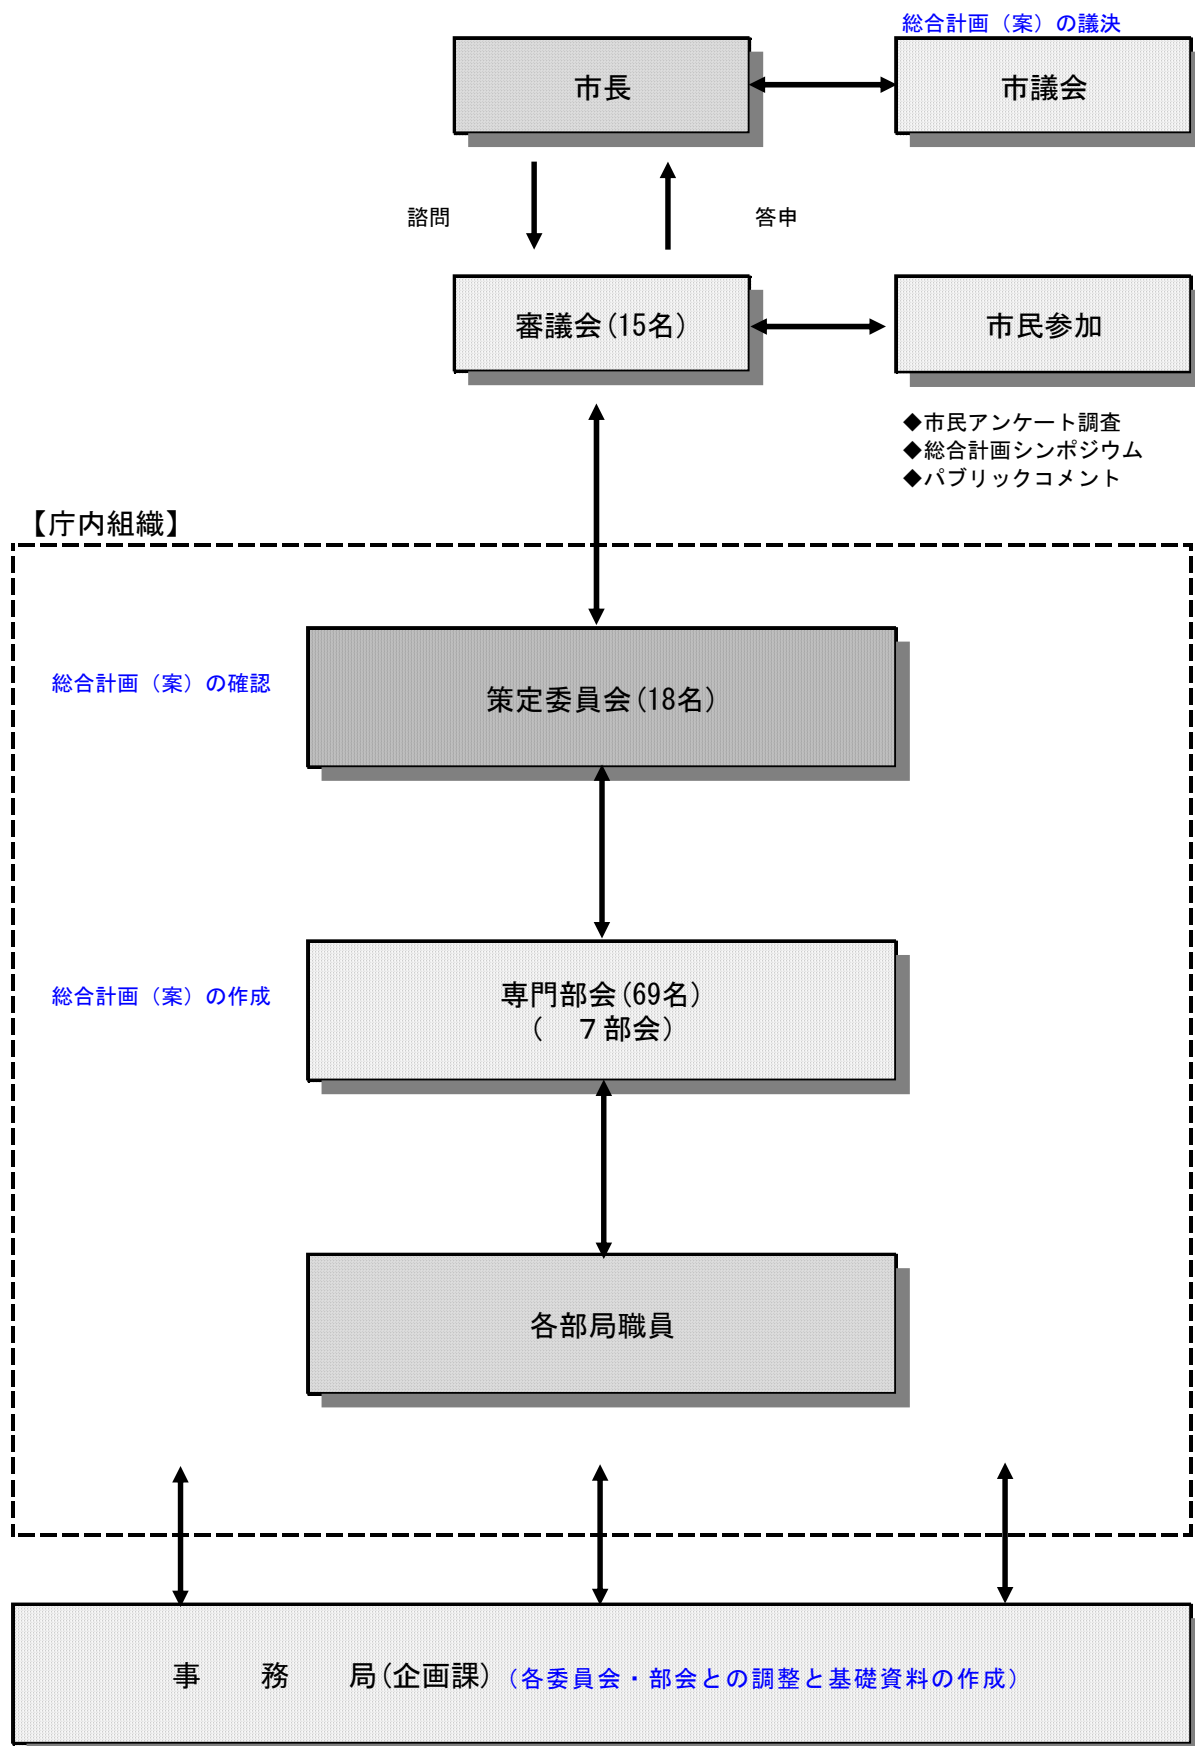 総合計画（案）の議決
市長
市議会
諮問
答申
審議会(15名)
市民参加
◆市民アンケート調査
◆総合計画シンポジウム
◆パブリックコメント
【庁内組織】
総合計画（案）の確認
策定委員会(18名)
総合計画（案）の作成
専門部会(69名)
(　７部会)
各部局職員
事　務　局(企画課)（各委員会・部会との調整と基礎資料の作成）